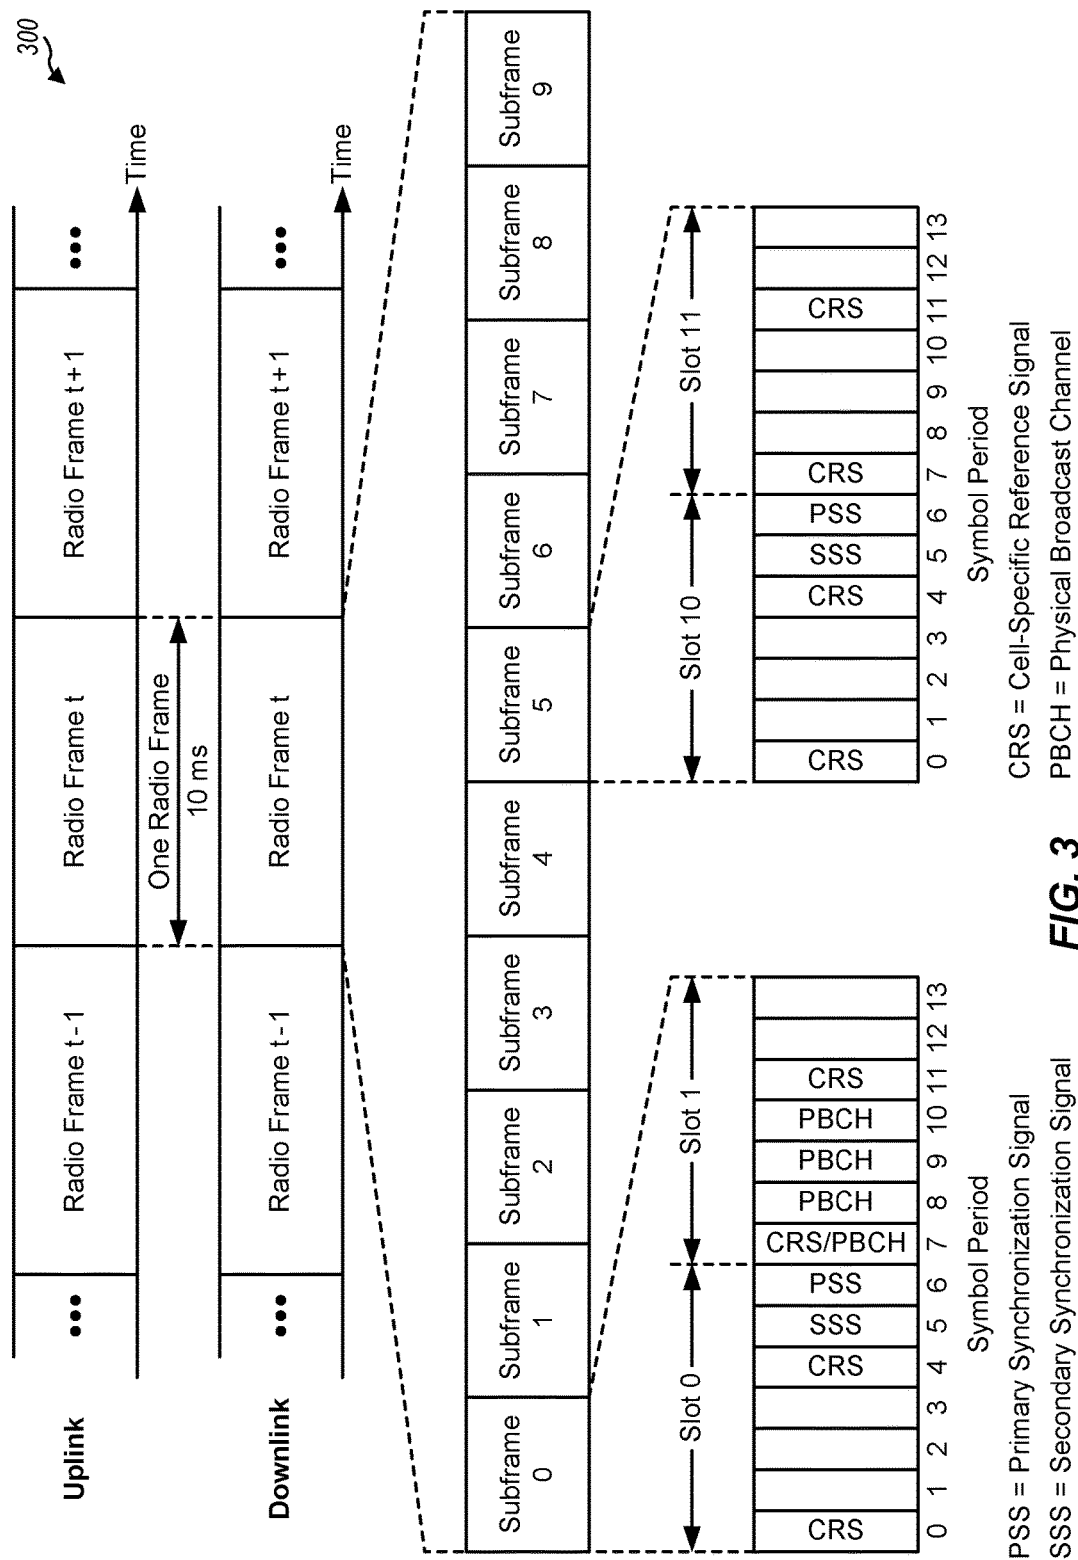 300
Uplink
••• Radio Frame t - 1 Radio Frame t Radio Frame t + 1 •••
Time
One Radio Frame
10 ms
Downlink
••• Radio Frame t - 1 Radio Frame t Radio Frame t + 1 •••
Time
Subframe 0
Subframe 1
Subframe 2
Subframe 3
Subframe 4
Subframe 5
Subframe 6
Subframe 7
Subframe 8
Subframe 9
Slot 0 Slot 1
CRS CRS SSS PSS CRS/PBCH PBCH PBCH PBCH CRS
0 1 2 3 4 5 6 7 8 9 10 11 12 13
Symbol Period
Slot 10 Slot 11
CRS CRS SSS PSS CRS CRS
0 1 2 3 4 5 6 7 8 9 10 11 12 13
Symbol Period
PSS = Primary Synchronization Signal
SSS = Secondary Synchronization Signal
CRS = Cell-Specific Reference Signal
PBCH = Physical Broadcast Channel
FIG. 3